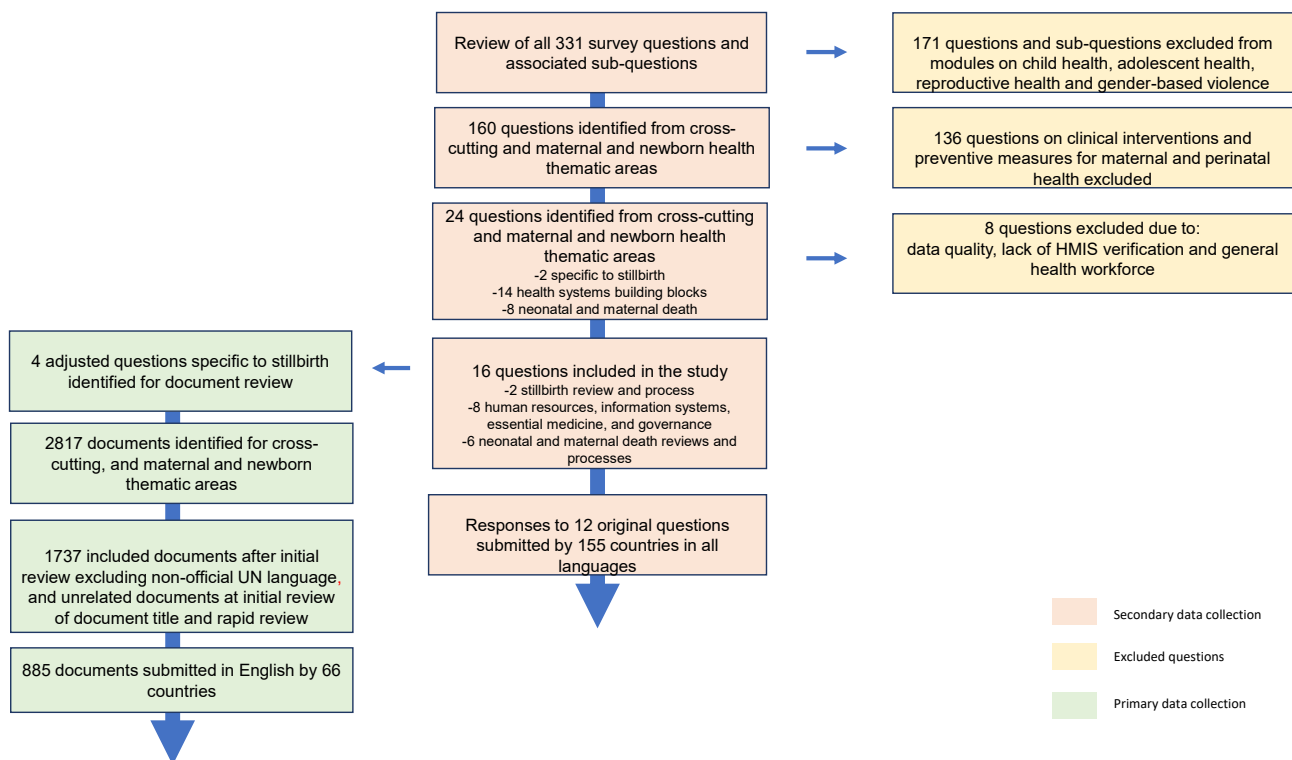 Review of all 331 survey questions and
associated sub-questions
171 questions and sub-questions excluded from
modules on child health, adolescent health,
reproductive health and gender-based violence
160 questions identified from cross-
cutting and maternal and newborn health
thematic areas
136 questions on clinical interventions and
preventive measures for maternal and perinatal
health excluded
24 questions identified from cross-cutting
and maternal and newborn health
thematic areas
-2 specific to stillbirth
-14 health systems building blocks
-8 neonatal and maternal death
8 questions excluded due to:
data quality, lack of HMIS verification and general
health workforce
4 adjusted questions specific to stillbirth
identified for document review
16 questions included in the study
-2 stillbirth review and process
-8 human resources, information systems,
essential medicine, and governance
-6 neonatal and maternal death reviews and
processes
2817 documents identified for cross-
cutting, and maternal and newborn
thematic areas
Responses to 12 original questions
submitted by 155 countries in all
languages
1737 included documents after initial
review excluding non-official UN language,
and unrelated documents at initial review
of document title and rapid review
885 documents submitted in English by 66
countries
Secondary data collection
Excluded questions
Primary data collection